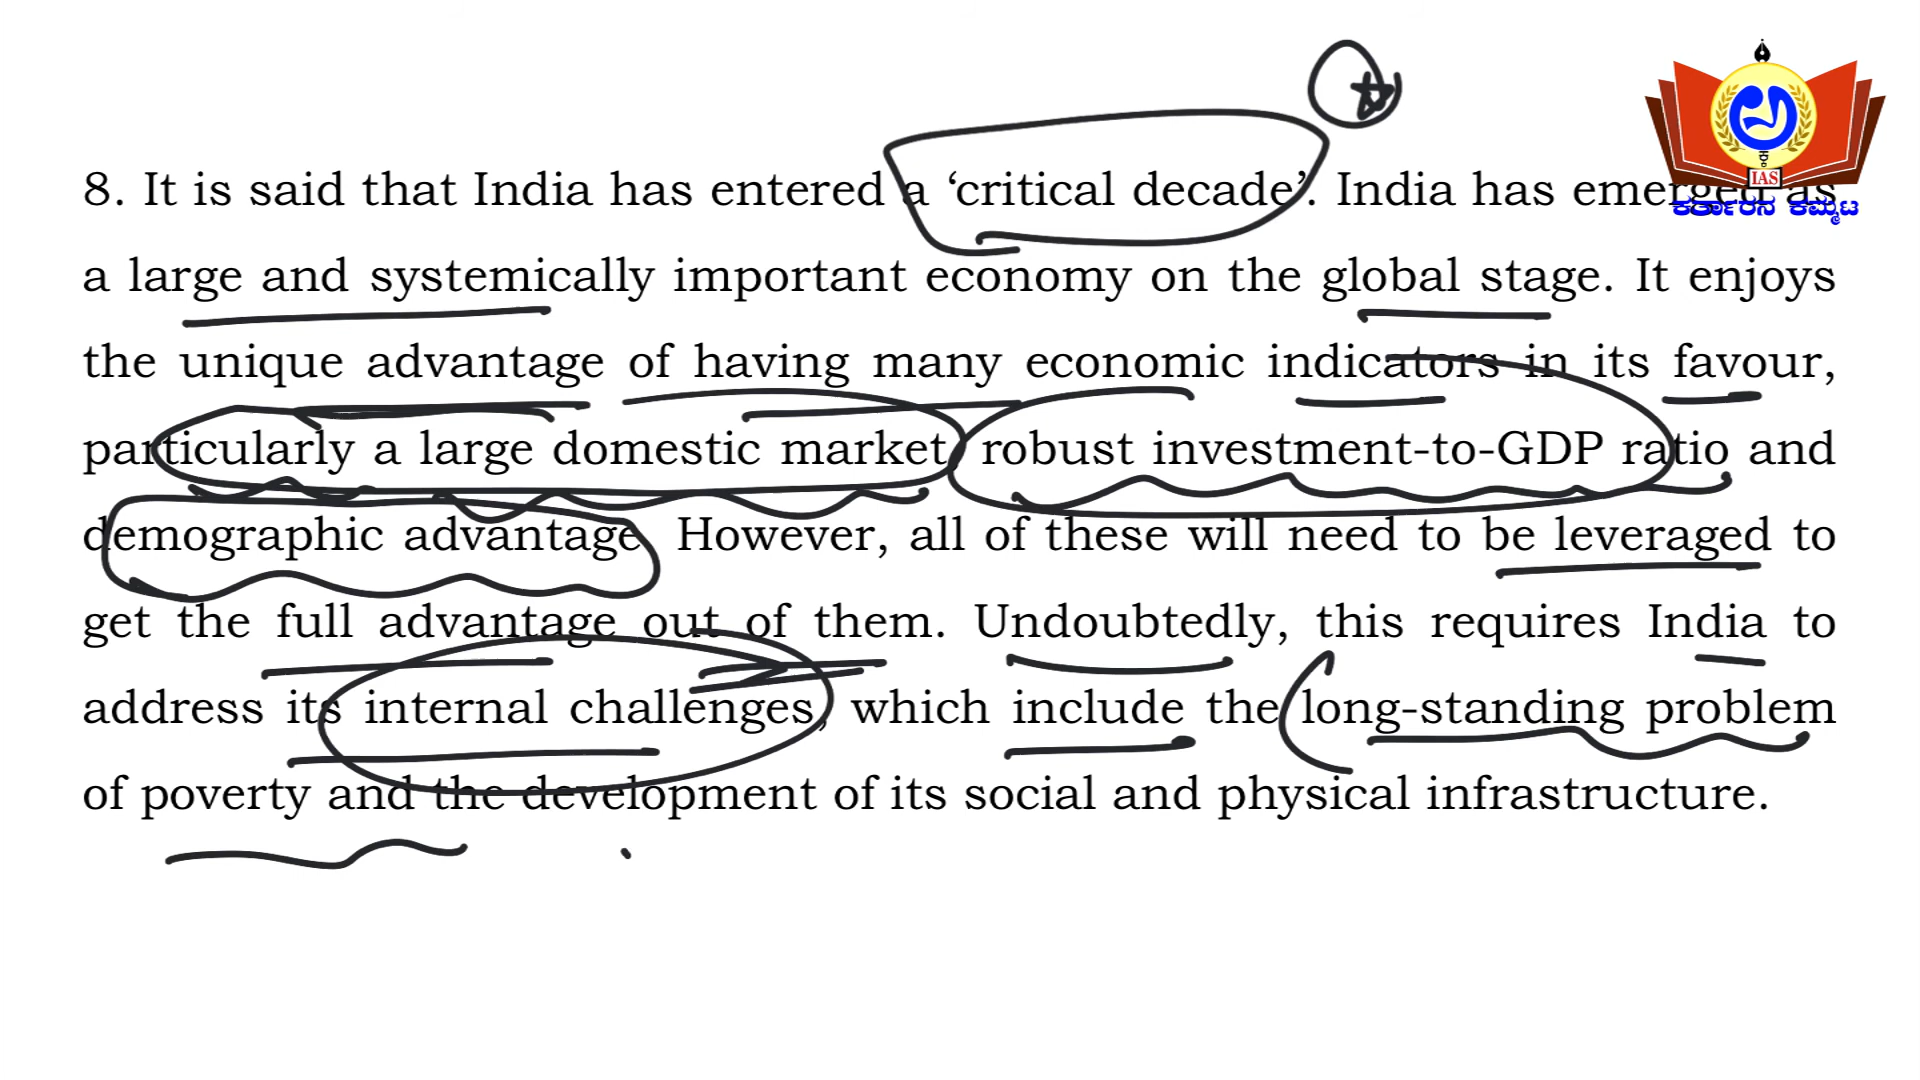 8. It is said that India has entered a ‘critical decade’. India has emerged as
a large and systemically important economy on the global stage. It enjoys
the unique advantage of having many economic indicators in its favour,
particularly a large domestic market, robust investment-to-GDP ratio and
demographic advantage. However, all of these will need to be leveraged to
get the full advantage out of them. Undoubtedly, this requires India to
address its internal challenges, which include the long-standing problem
of poverty and the development of its social and physical infrastructure.
IAS
ಕರ್ತಾರನ ಕಮ್ಮಟ